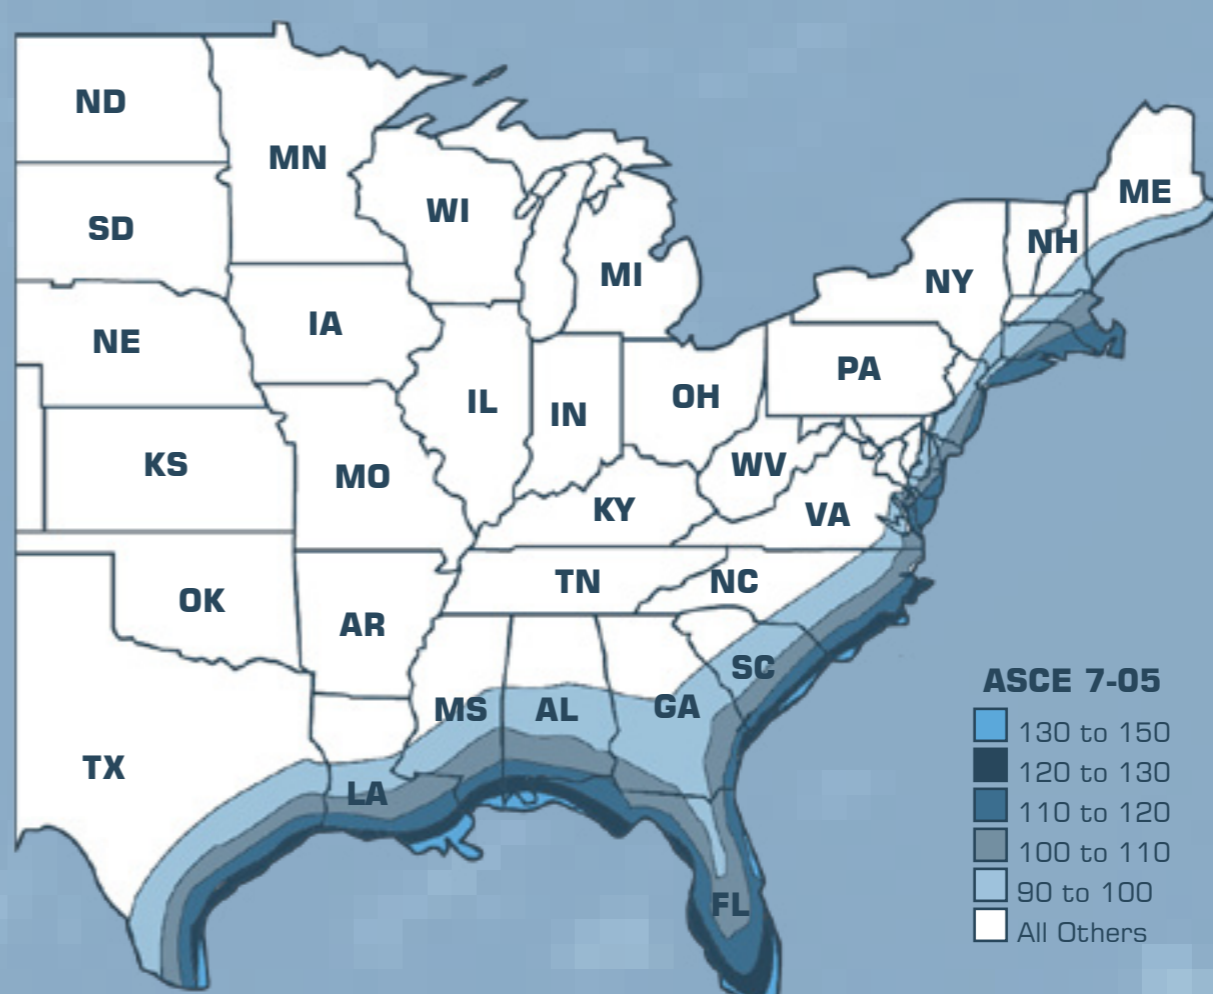 ND
MN
ME
SD
WI
NH
MI
NY
IA
NE
PA
IL
OH
IN
KS
MO
WV
KY
VA
TN
NC
OK
AR
SC
MS
AL
GA
TX
LA
FL
ASCE 7-05
130 to 150
120 to 130
110 to 120
100 to 110
90 to 100
All Others